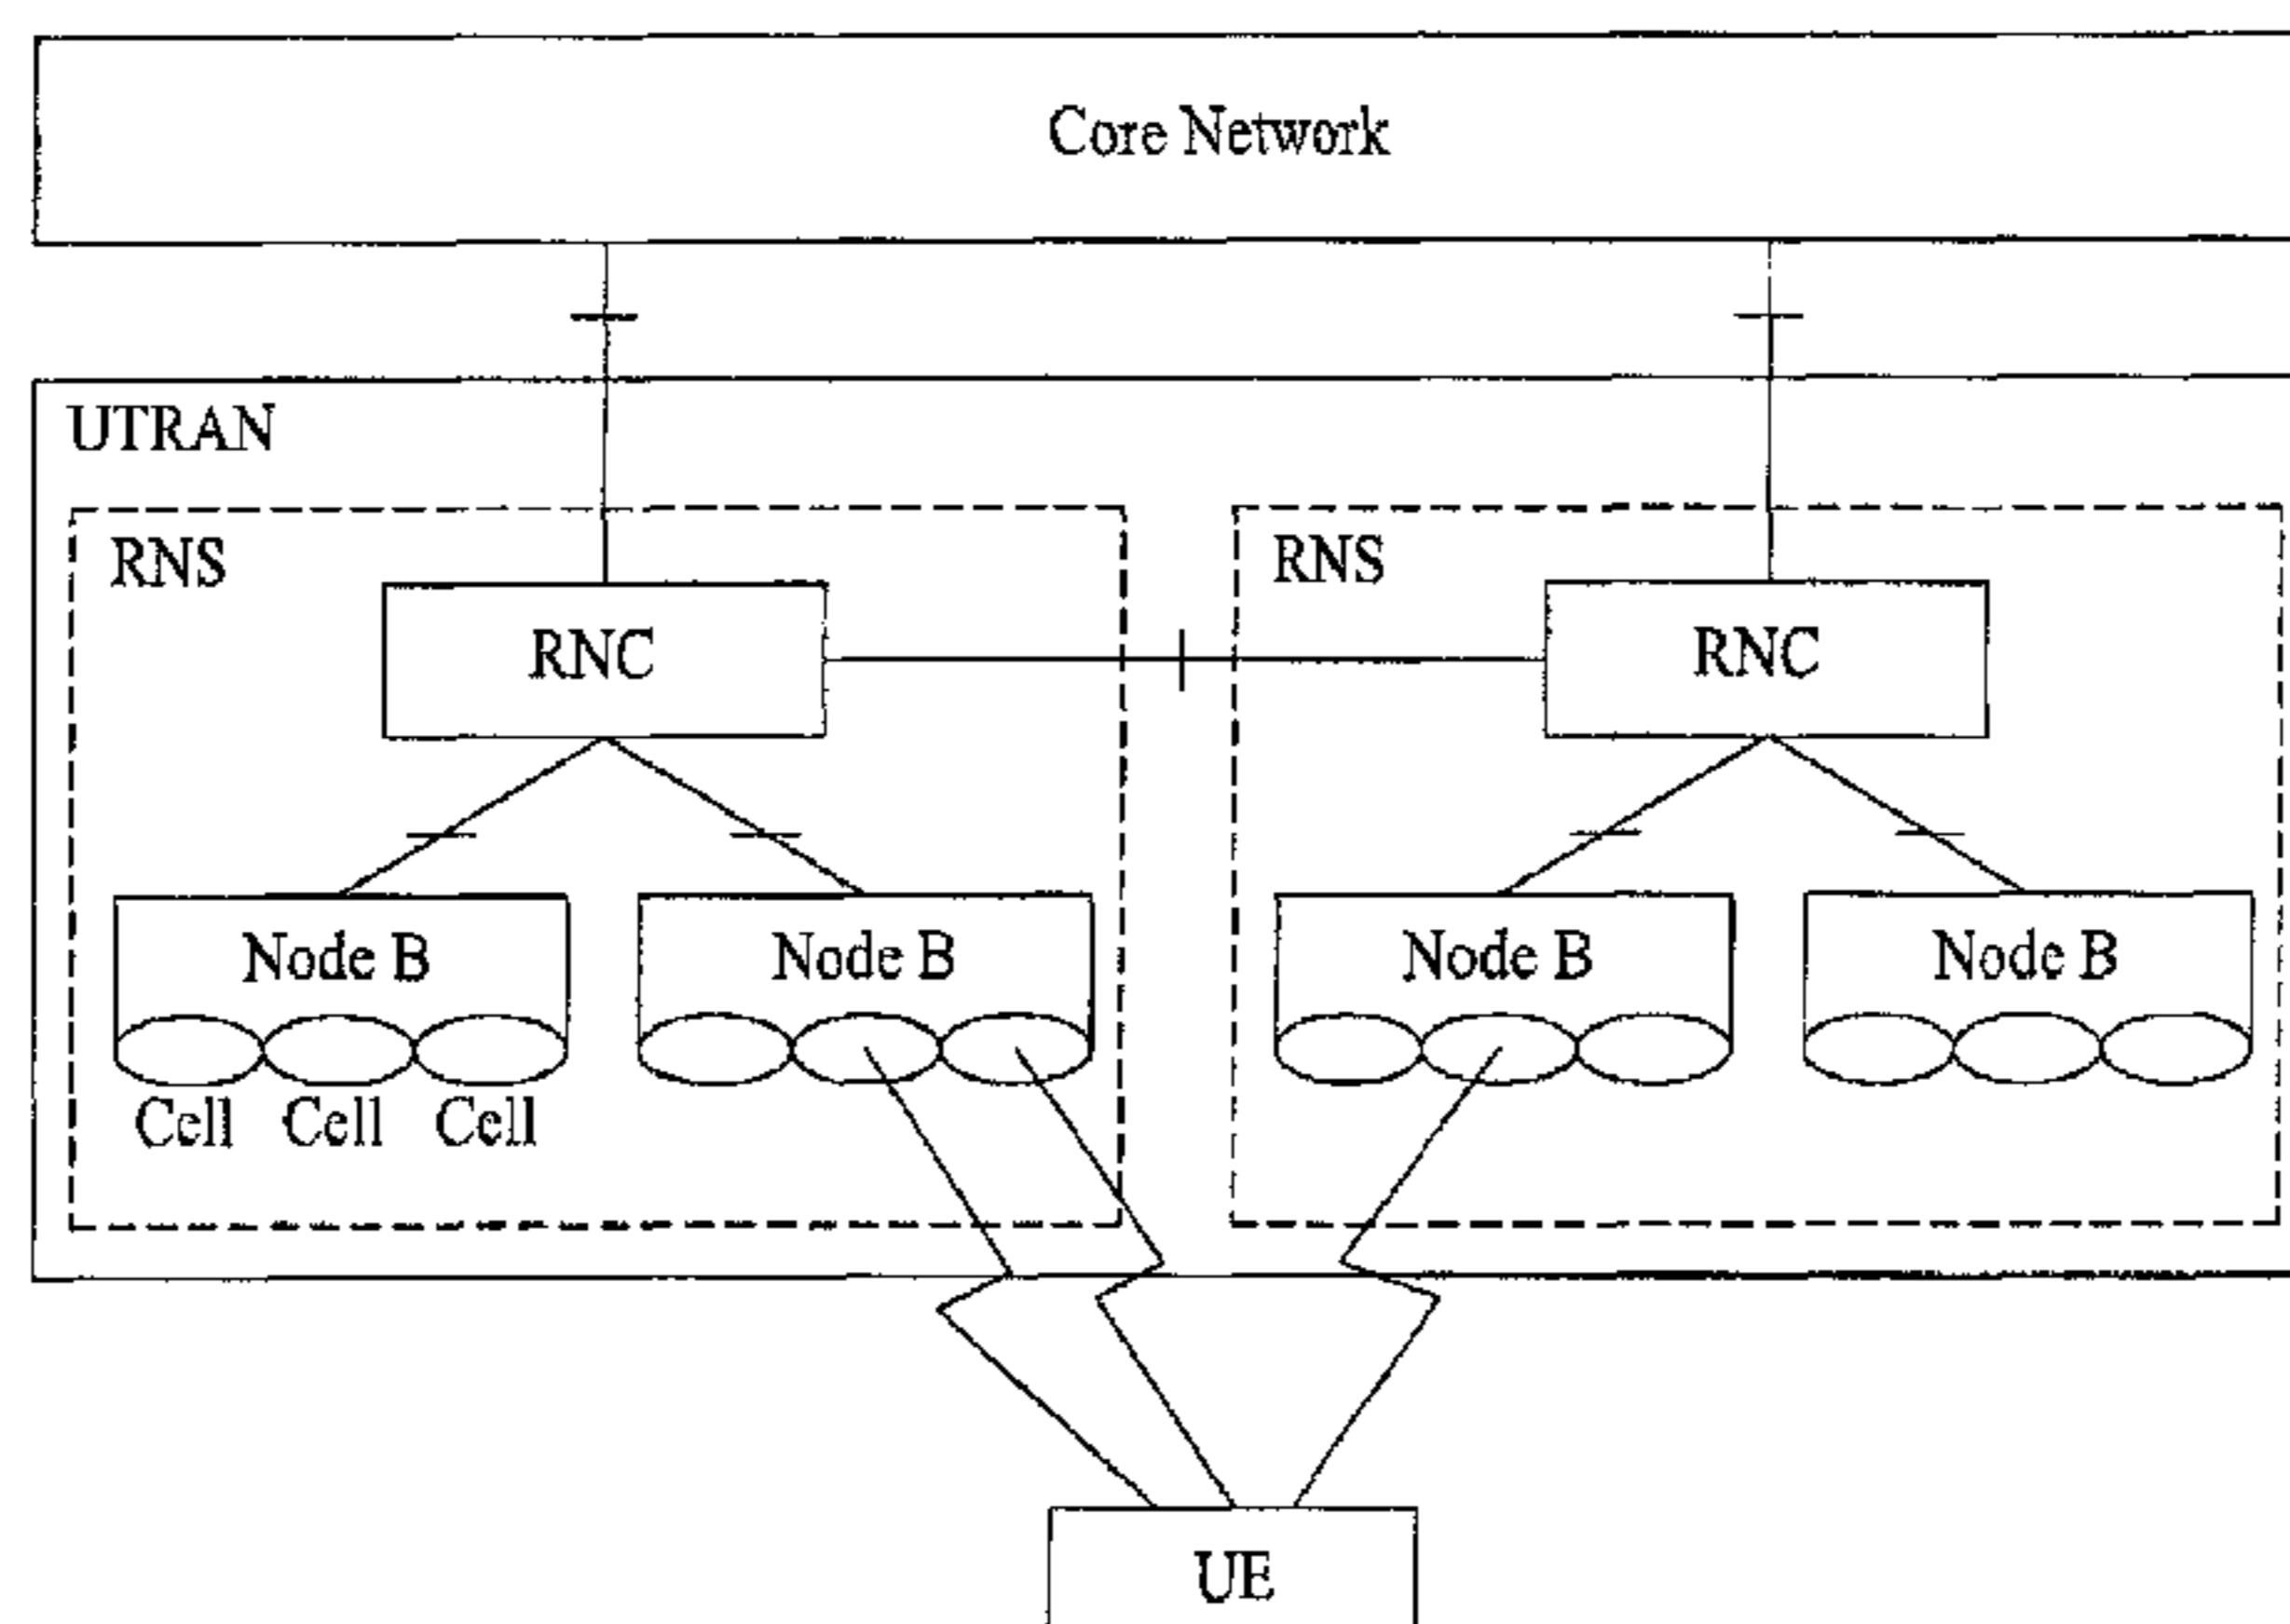 Core Network
UTRAN
RNS
RNS
RNC
RNC
Node B
Node B
Node B
Node B
Cell
Cell
Cell
UE